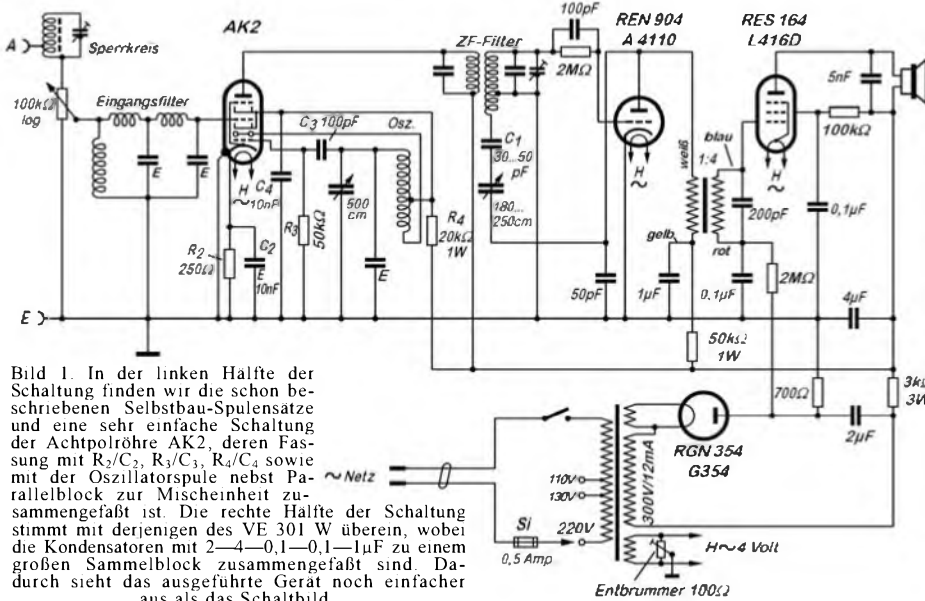 AK2
100pF
REN 904
A 4110
RES 164
L416D
A
Sperrkreis
ZF-Filter
2MΩ
5nF
100kΩ
log
Eingangsfilter
C3 100pF
Osz.
100kΩ
C1
30...50
pF
H
~
weiß
blau
1:4
H
~
E
E
H
~
C4
10nF
500
cm
R4
20kΩ
1W
180...
250cm
200pF
0,1µF
R3
50kΩ
gelb
rot
R2
250Ω
C2
E
10nF
E
50pF
1µF
0,1µF
2MΩ
4µF
E
50kΩ
1W
700Ω
3kΩ
3W
2µF
RGN 354
G354
~ Netz
110V
130V
220V
300V/12mA
Si
0,5 Amp
H~4 Volt
Entbrummer 100Ω
Bild 1. In der linken Hälfte der
Schaltung finden wir die schon be-
schriebenen Selbstbau-Spulensätze
und eine sehr einfache Schaltung
der Achtpolröhre AK2, deren Fas-
sung mit R2/C2, R3/C3, R4/C4 sowie
mit der Oszillatorspule nebst Pa-
rallelblock zur Mischeinheit zu-
sammengefaßt ist. Die rechte Hälfte der Schaltung
stimmt mit derjenigen des VE 301 W überein, wobei
die Kondensatoren mit 2—4—0,1—0,1—1µF zu einem
großen Sammelblock zusammengefaßt sind. Da-
durch sieht das ausgeführte Gerät noch einfacher
aus als das Schaltbild